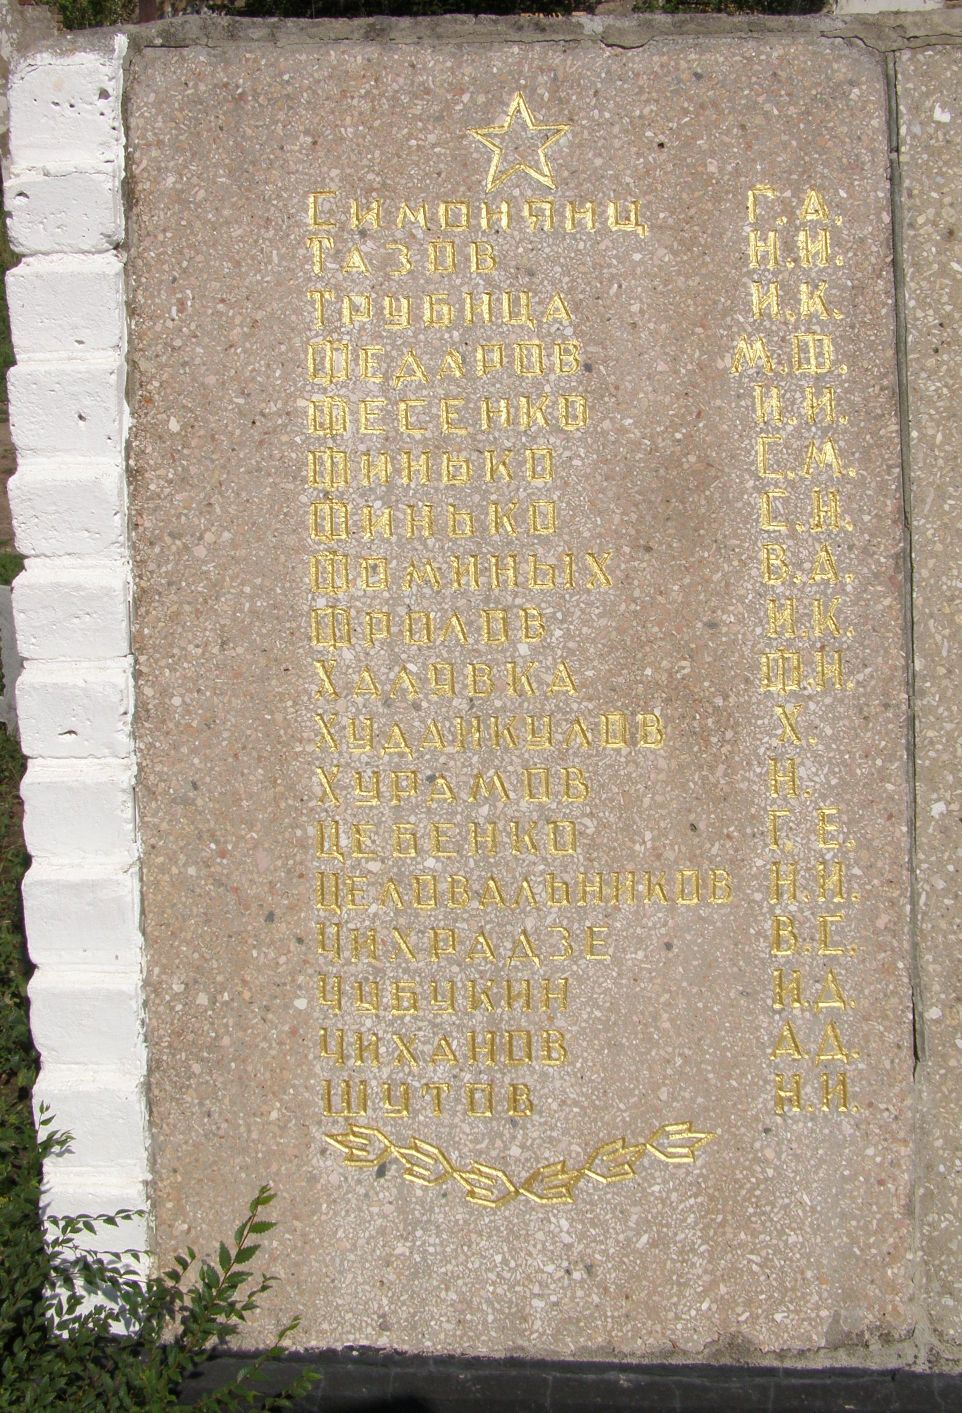 СИМОНЯНЦ Г.А.
ТАЗОВ Н.И.
ТРУБИЦА И.К.
ФЕДАРОВ М.Ф.
ФЕСЕНКО И.И.
ФИНЬКО С.М.
ФИНЬКО С.Н.
ФОМИНЫХ В.А.
ФРОЛОВ И.К.
ХАЛЯВКА Ф.Н
ХУДАЙКУЛОВ Х.
ХУРАМОВ Н.
ЦЕБЕНКО Г.Е.
ЦЕЛОВАЛЬНИКОВ Н.И.
ЧИХРАДЗЕ В.С.
ЧУБУКИН И.Д.
ЧИХАНОВ А.Д.
ШУТОВ Н.И.